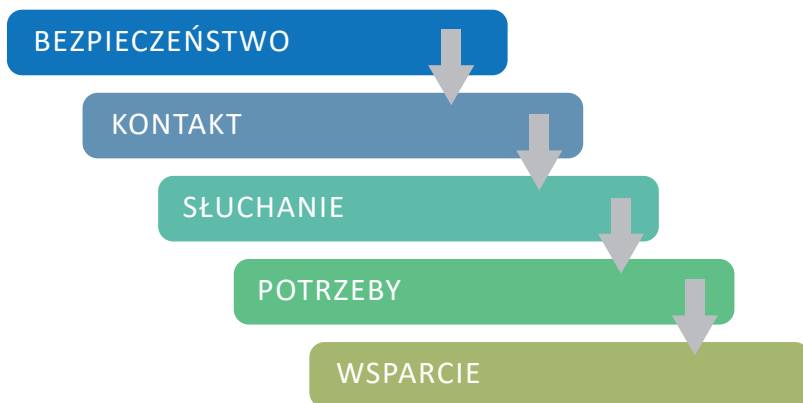 BEZPIECZEŃSTWO
KONTAKT
SŁUCHANIE
POTRZEBY
WSPARCIE